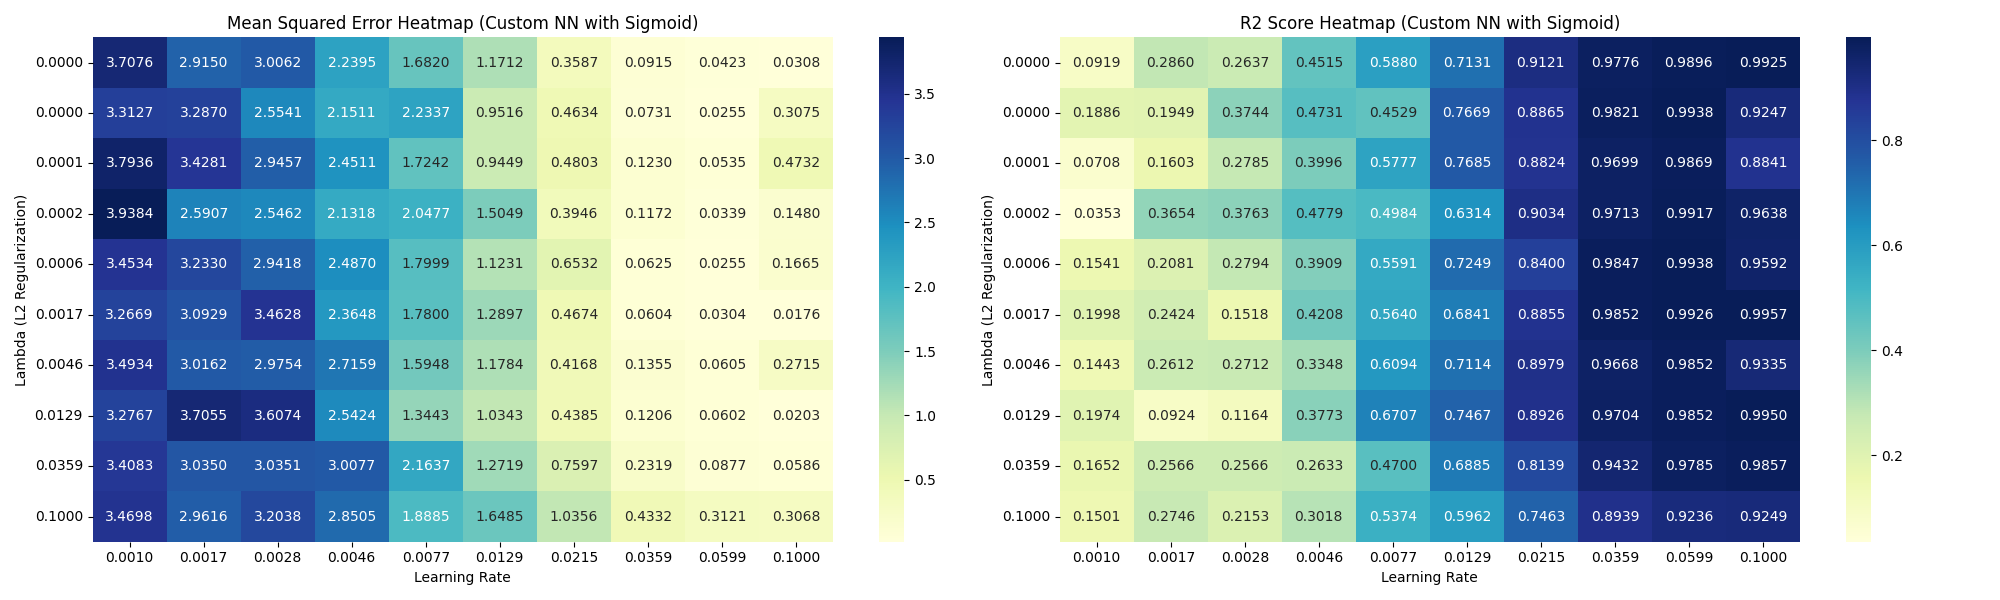 Mean Squared Error Heatmap (Custom NN with Sigmoid)
Lambda (L2 Regularization)
0.0000 3.7076 2.9150 3.0062 2.2395 1.6820 1.1712 0.3587 0.0915 0.0423 0.0308
0.0000 3.3127 3.2870 2.5541 2.1511 2.2337 0.9516 0.4634 0.0731 0.0255 0.3075
0.0001 3.7936 3.4281 2.9457 2.4511 1.7242 0.9449 0.4803 0.1230 0.0535 0.4732
0.0002 3.9384 2.5907 2.5462 2.1318 2.0477 1.5049 0.3946 0.1172 0.0339 0.1480
0.0006 3.4534 3.2330 2.9418 2.4870 1.7999 1.1231 0.6532 0.0625 0.0255 0.1665
0.0017 3.2669 3.0929 3.4628 2.3648 1.7800 1.2897 0.4674 0.0604 0.0304 0.0176
0.0046 3.4934 3.0162 2.9754 2.7159 1.5948 1.1784 0.4168 0.1355 0.0605 0.2715
0.0129 3.2767 3.7055 3.6074 2.5424 1.3443 1.0343 0.4385 0.1206 0.0602 0.0203
0.0359 3.4083 3.0350 3.0351 3.0077 2.1637 1.2719 0.7597 0.2319 0.0877 0.0586
0.1000 3.4698 2.9616 3.2038 2.8505 1.8885 1.6485 1.0356 0.4332 0.3121 0.3068
0.0010 0.0017 0.0028 0.0046 0.0077 0.0129 0.0215 0.0359 0.0599 0.1000
Learning Rate
3.5
3.0
2.5
2.0
1.5
1.0
0.5
R2 Score Heatmap (Custom NN with Sigmoid)
Lambda (L2 Regularization)
0.0000 0.0919 0.2860 0.2637 0.4515 0.5880 0.7131 0.9121 0.9776 0.9896 0.9925
0.0000 0.1886 0.1949 0.3744 0.4731 0.4529 0.7669 0.8865 0.9821 0.9938 0.9247
0.0001 0.0708 0.1603 0.2785 0.3996 0.5777 0.7685 0.8824 0.9699 0.9869 0.8841
0.0002 0.0353 0.3654 0.3763 0.4779 0.4984 0.6314 0.9034 0.9713 0.9917 0.9638
0.0006 0.1541 0.2081 0.2794 0.3909 0.5591 0.7249 0.8400 0.9847 0.9938 0.9592
0.0017 0.1998 0.2424 0.1518 0.4208 0.5640 0.6841 0.8855 0.9852 0.9926 0.9957
0.0046 0.1443 0.2612 0.2712 0.3348 0.6094 0.7114 0.8979 0.9668 0.9852 0.9335
0.0129 0.1974 0.0924 0.1164 0.3773 0.6707 0.7467 0.8926 0.9704 0.9852 0.9950
0.0359 0.1652 0.2566 0.2566 0.2633 0.4700 0.6885 0.8139 0.9432 0.9785 0.9857
0.1000 0.1501 0.2746 0.2153 0.3018 0.5374 0.5962 0.7463 0.8939 0.9236 0.9249
0.0010 0.0017 0.0028 0.0046 0.0077 0.0129 0.0215 0.0359 0.0599 0.1000
Learning Rate
0.8
0.6
0.4
0.2